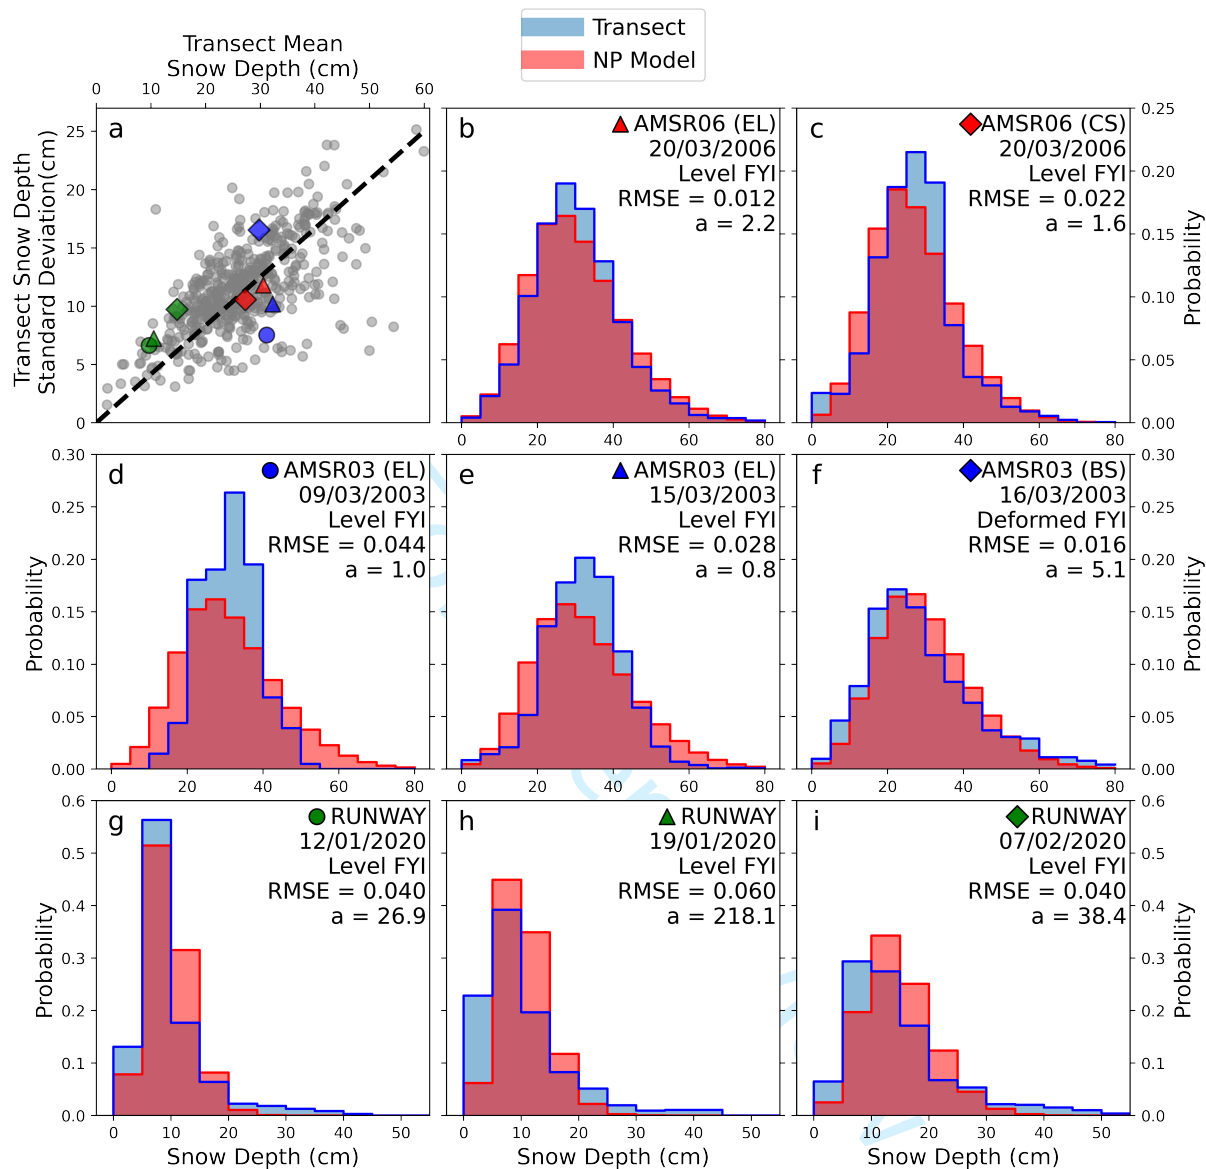 Transect
NP Model
Transect Mean
Snow Depth (cm)
0 10 20 30 40 50 60
Transect Snow Depth
Standard Deviation(cm)
25
20
15
10
5
0
a
b
AMSR06 (EL)
20/03/2006
Level FYI
RMSE = 0.012
a = 2.2
0 20 40 60 80
c
AMSR06 (CS)
20/03/2006
Level FYI
RMSE = 0.022
a = 1.6
0 20 40 60 80
0.25
0.20
0.15
0.10
0.05
0.00
Probability
Probability
0.30
0.25
0.20
0.15
0.10
0.05
0.00
d
AMSR03 (EL)
09/03/2003
Level FYI
RMSE = 0.044
a = 1.0
0 20 40 60 80
e
AMSR03 (EL)
15/03/2003
Level FYI
RMSE = 0.028
a = 0.8
0 20 40 60 80
f
AMSR03 (BS)
16/03/2003
Deformed FYI
RMSE = 0.016
a = 5.1
0 20 40 60 80
0.30
0.25
0.20
0.15
0.10
0.05
0.00
Probability
Probability
0.6
0.5
0.4
0.3
0.2
0.1
0.0
g
RUNWAY
12/01/2020
Level FYI
RMSE = 0.040
a = 26.9
0 10 20 30 40 50
Snow Depth (cm)
h
RUNWAY
19/01/2020
Level FYI
RMSE = 0.060
a = 218.1
0 10 20 30 40 50
Snow Depth (cm)
i
RUNWAY
07/02/2020
Level FYI
RMSE = 0.040
a = 38.4
0 10 20 30 40 50
Snow Depth (cm)
0.6
0.5
0.4
0.3
0.2
0.1
0.0
Probability